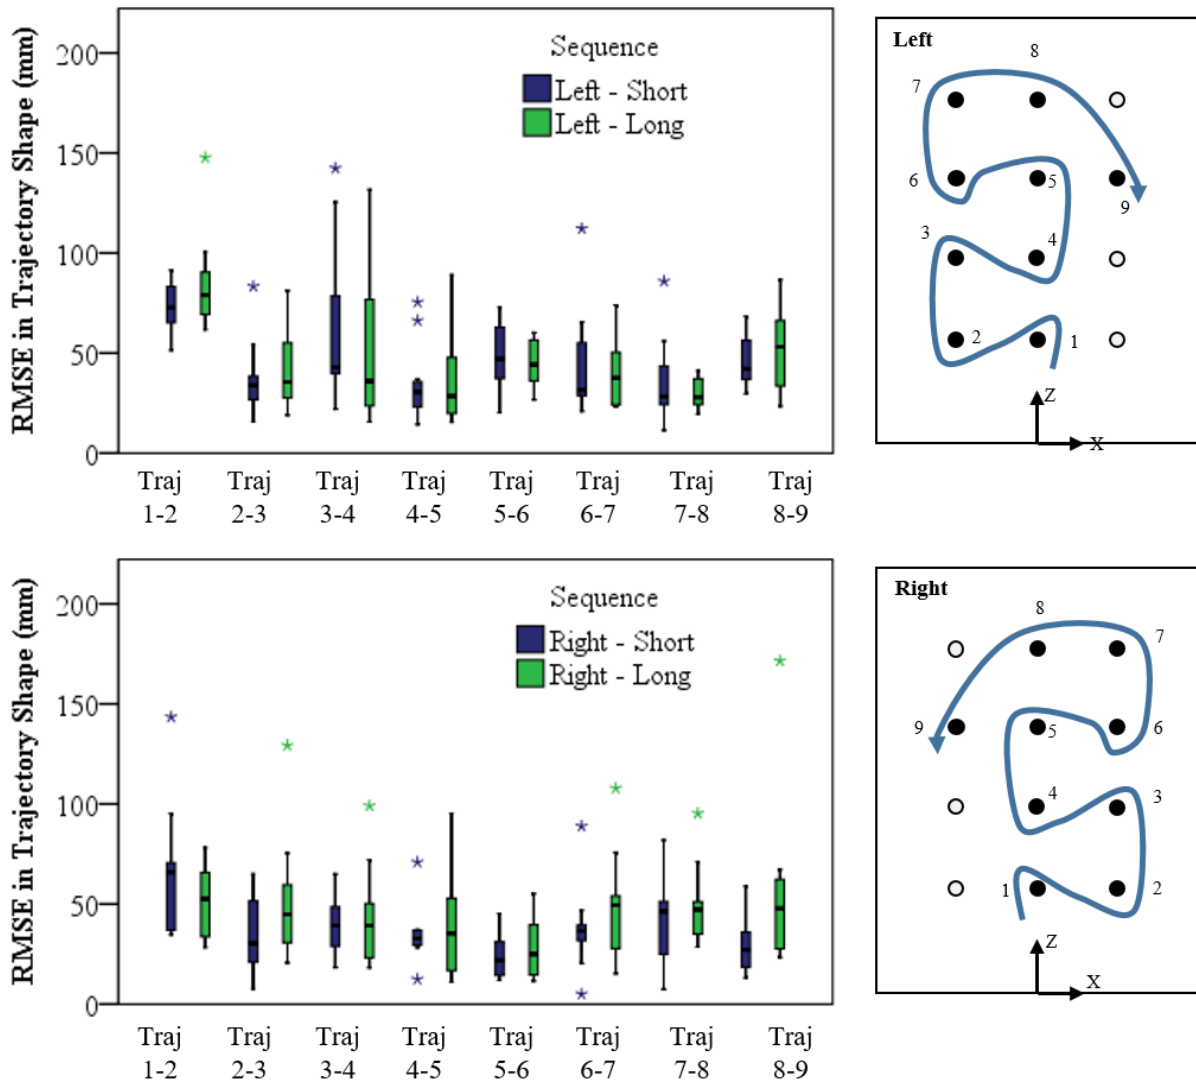 RMSE in Trajectory Shape (mm)
200
150
100
50
0
Sequence
Left - Short
Left - Long
Traj Traj Traj Traj Traj Traj Traj Traj
1-2 2-3 3-4 4-5 5-6 6-7 7-8 8-9
Left
8
7
6
5
9
3
4
2
1
Z
X
RMSE in Trajectory Shape (mm)
200
150
100
50
0
Sequence
Right - Short
Right - Long
Traj Traj Traj Traj Traj Traj Traj Traj
1-2 2-3 3-4 4-5 5-6 6-7 7-8 8-9
Right
8
7
9
5
6
4
3
1
2
Z
X